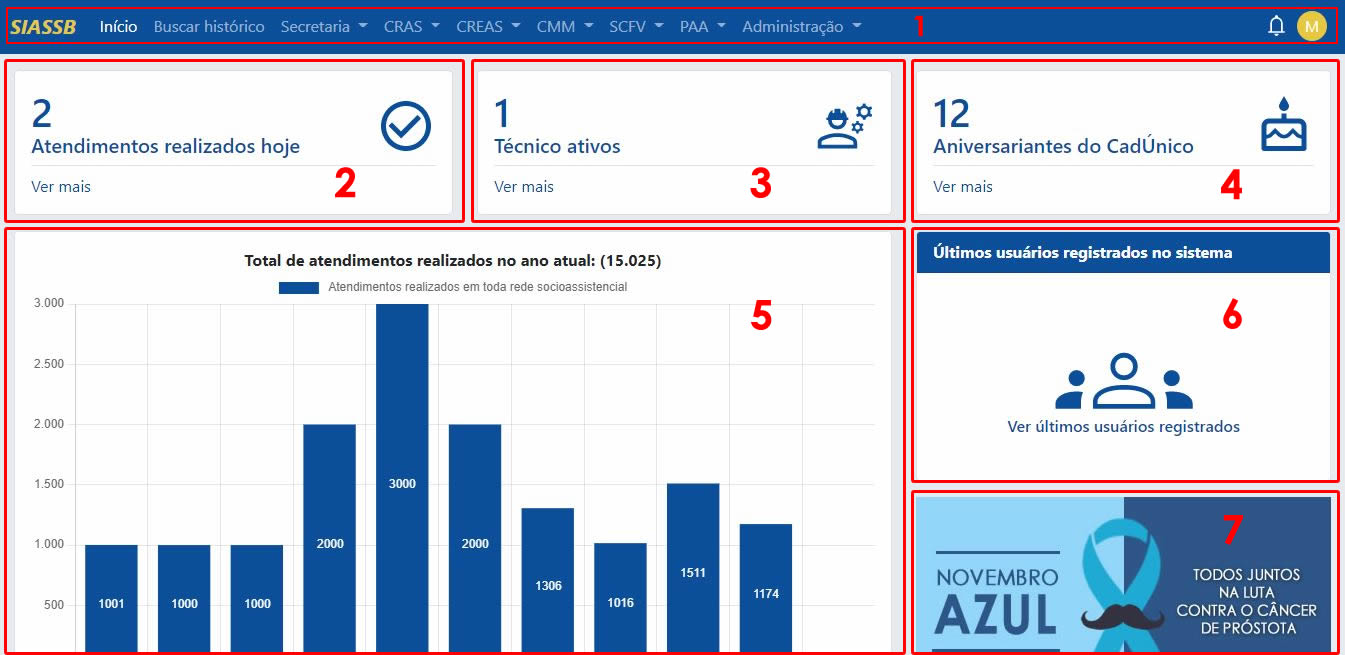 SIASSB Início Buscar histórico Secretaria CRAS CREAS CMM SCFV PAA Administração 1 M
2
Atendimentos realizados hoje
Ver mais
2
1
Técnico ativos
Ver mais
3
12
Aniversariantes do CadÚnico
Ver mais
4
Total de atendimentos realizados no ano atual: (15.025)
Atendimentos realizados em toda rede socioassistencial
5
3.000
2.500
2.000
1.500
1.000
500
1001
1000
1000
2000
3000
2000
1306
1016
1511
1174
Últimos usuários registrados no sistema
6
Ver últimos usuários registrados
7
NOVEMBRO
AZUL
TODOS JUNTOS
NA LUTA
CONTRA O CÂNCER
DE PRÓSTOTA